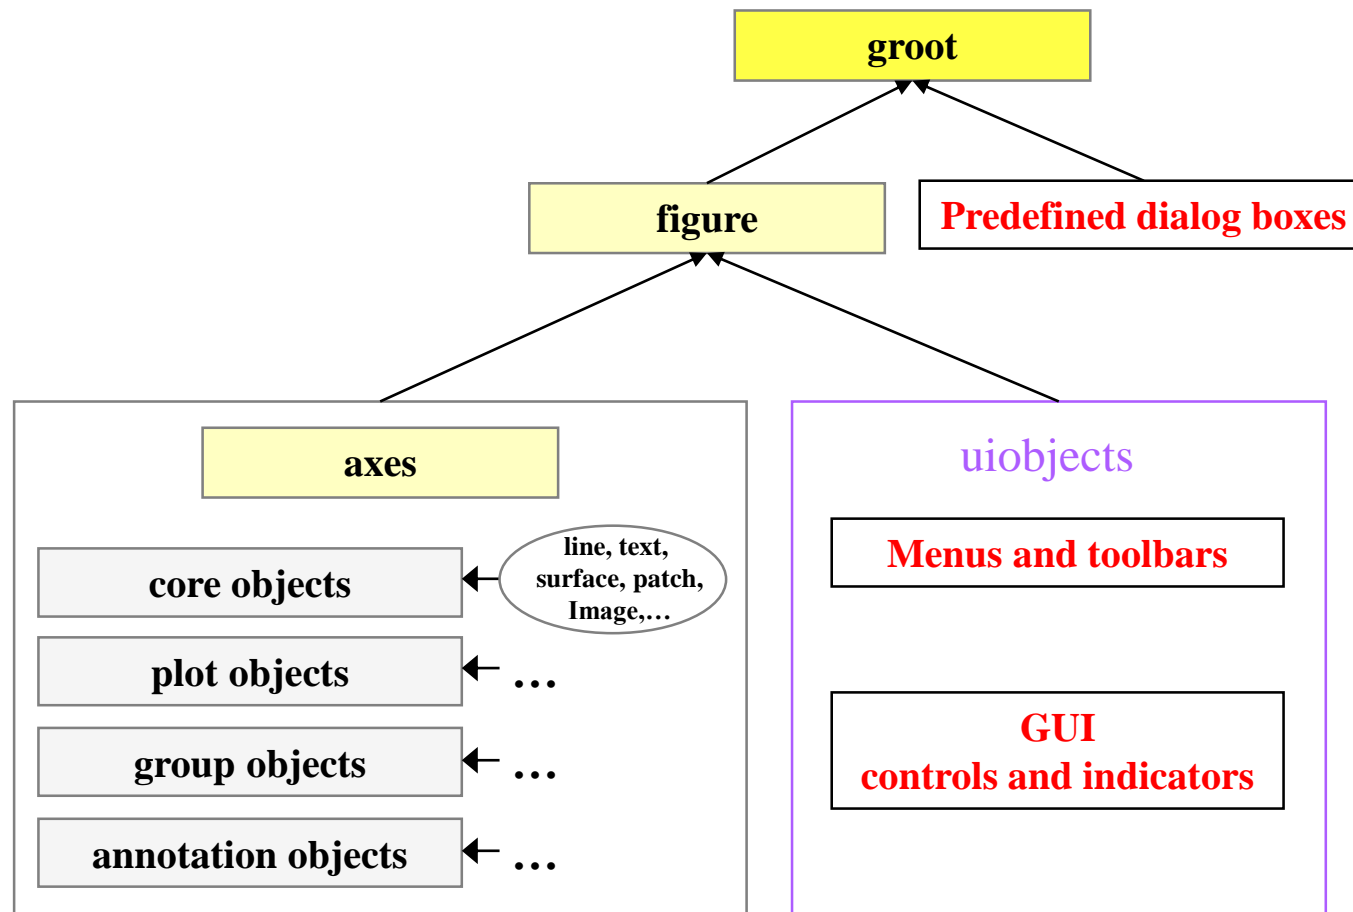 groot
figure
Predefined dialog boxes
axes
core objects
line, text,
surface, patch,
Image,…
plot objects
…
group objects
…
annotation objects
…
uiobjects
Menus and toolbars
GUI
controls and indicators